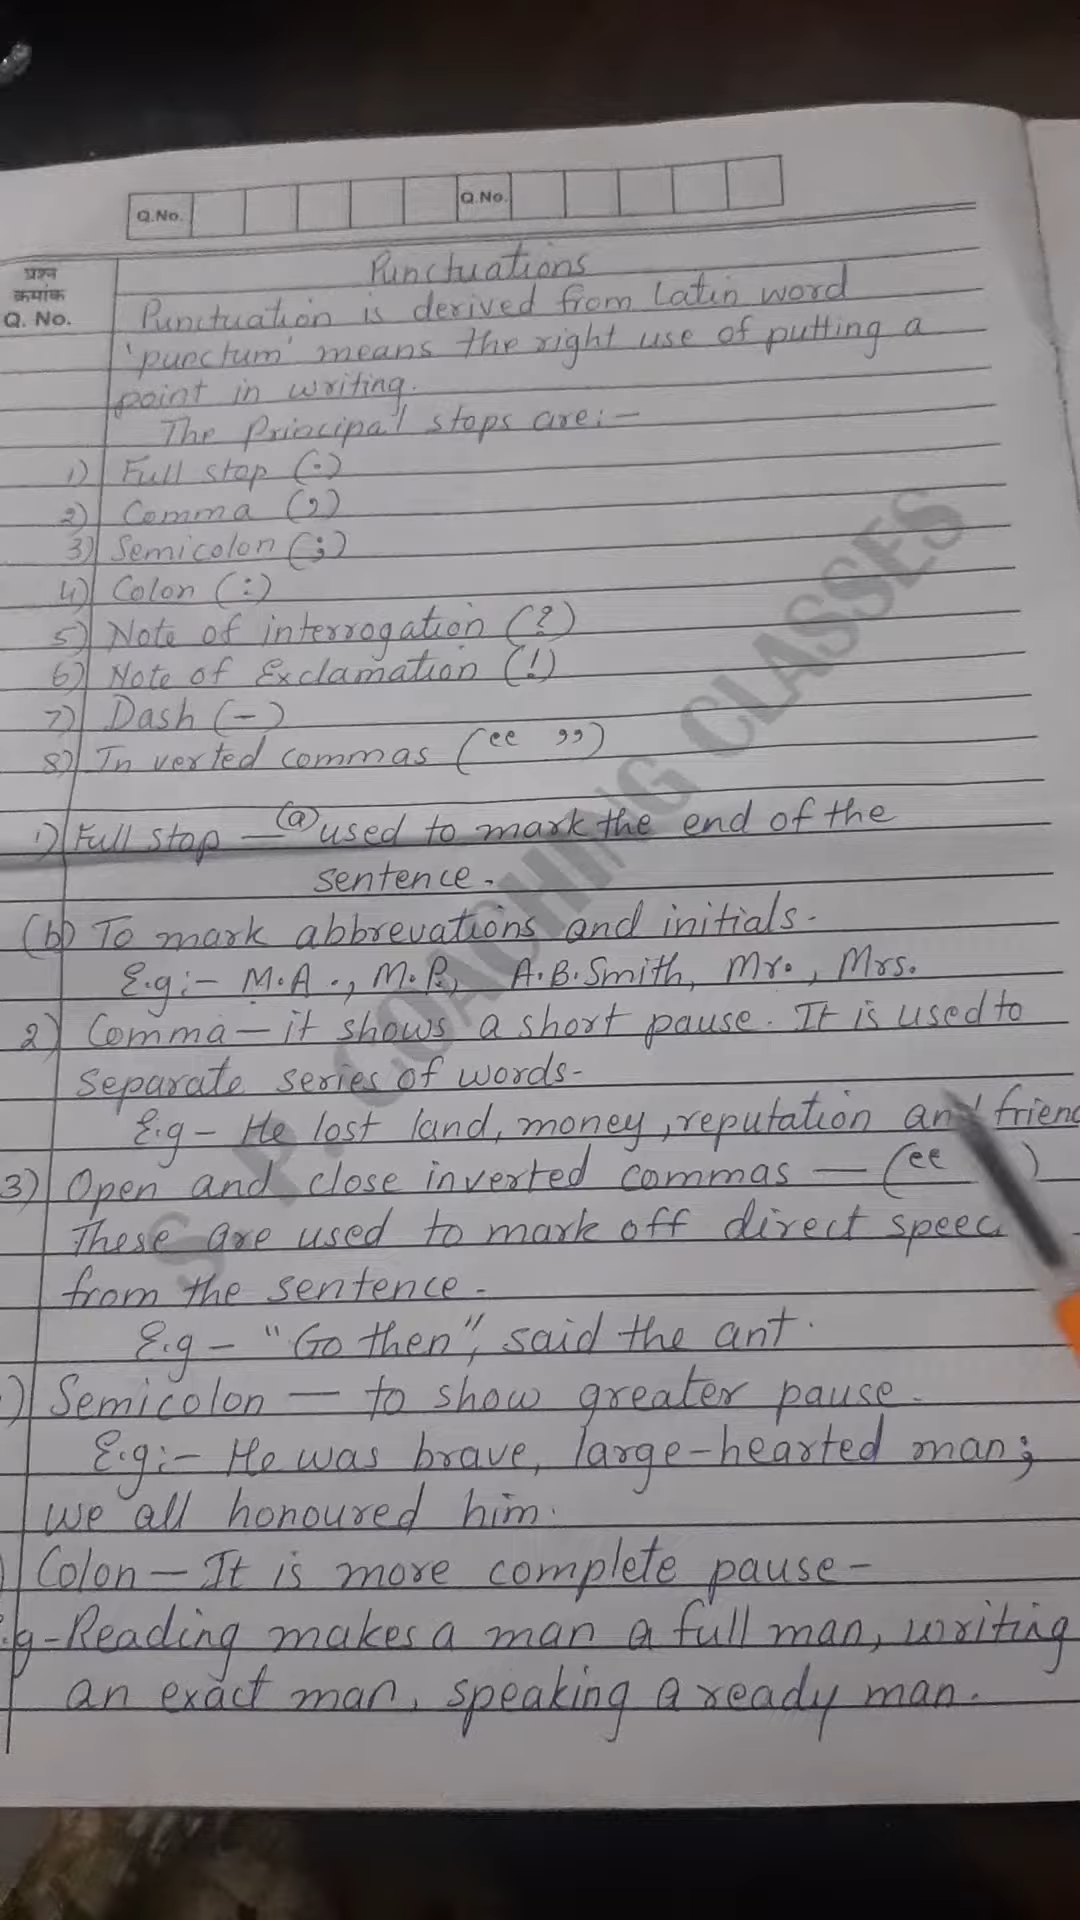 Q.No. Q.No.
प्रश्न
कमांक
Q. No.
Punctuations
Punctuation is derived from Latin word
'punctum' means the right use of putting a
point in writing.
The Principal stops are:-
1) Full stop (.)
2) Comma (,)
3) Semicolon (;)
4) Colon (:)
5) Note of interrogation (?)
6) Note of Exclamation (!)
7) Dash (-)
8) In verted commas (“ ”)
1) Full stop — (a) used to mark the end of the
sentence.
(b) To mark abbrevations and initials.
E.g:- M.A., M.P, A.B.Smith, Mr., Mrs.
2) Comma — it shows a short pause. It is used to
separate series of words-
E.g - He lost land, money, reputation and friend
3) Open and close inverted commas — (“ )
These are used to mark off direct speec
from the sentence.
E.g - "Go then", said the ant.
) Semicolon — to show greater pause.
E.g:- He was brave, large-hearted man;
we all honoured him.
) Colon - It is more complete pause -
.g - Reading makes a man a full man, writing
an exact man, speaking a ready man.
S. P. COACHING CLASSES